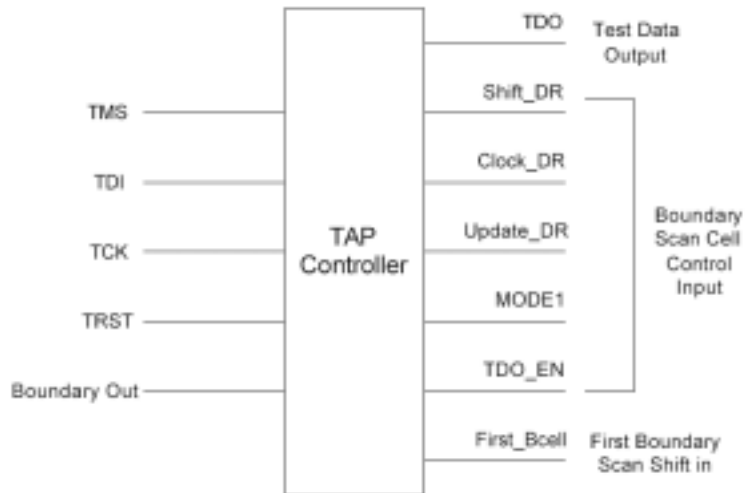 TDO
Test Data
Output
Shift_DR
TMS
Clock_DR
TDI
Update_DR
TAP
Controller
Boundary
Scan Cell
Control
Input
TCK
MODE1
TRST
TDO_EN
Boundary Out
First_Bcell
First Boundary
Scan Shift in